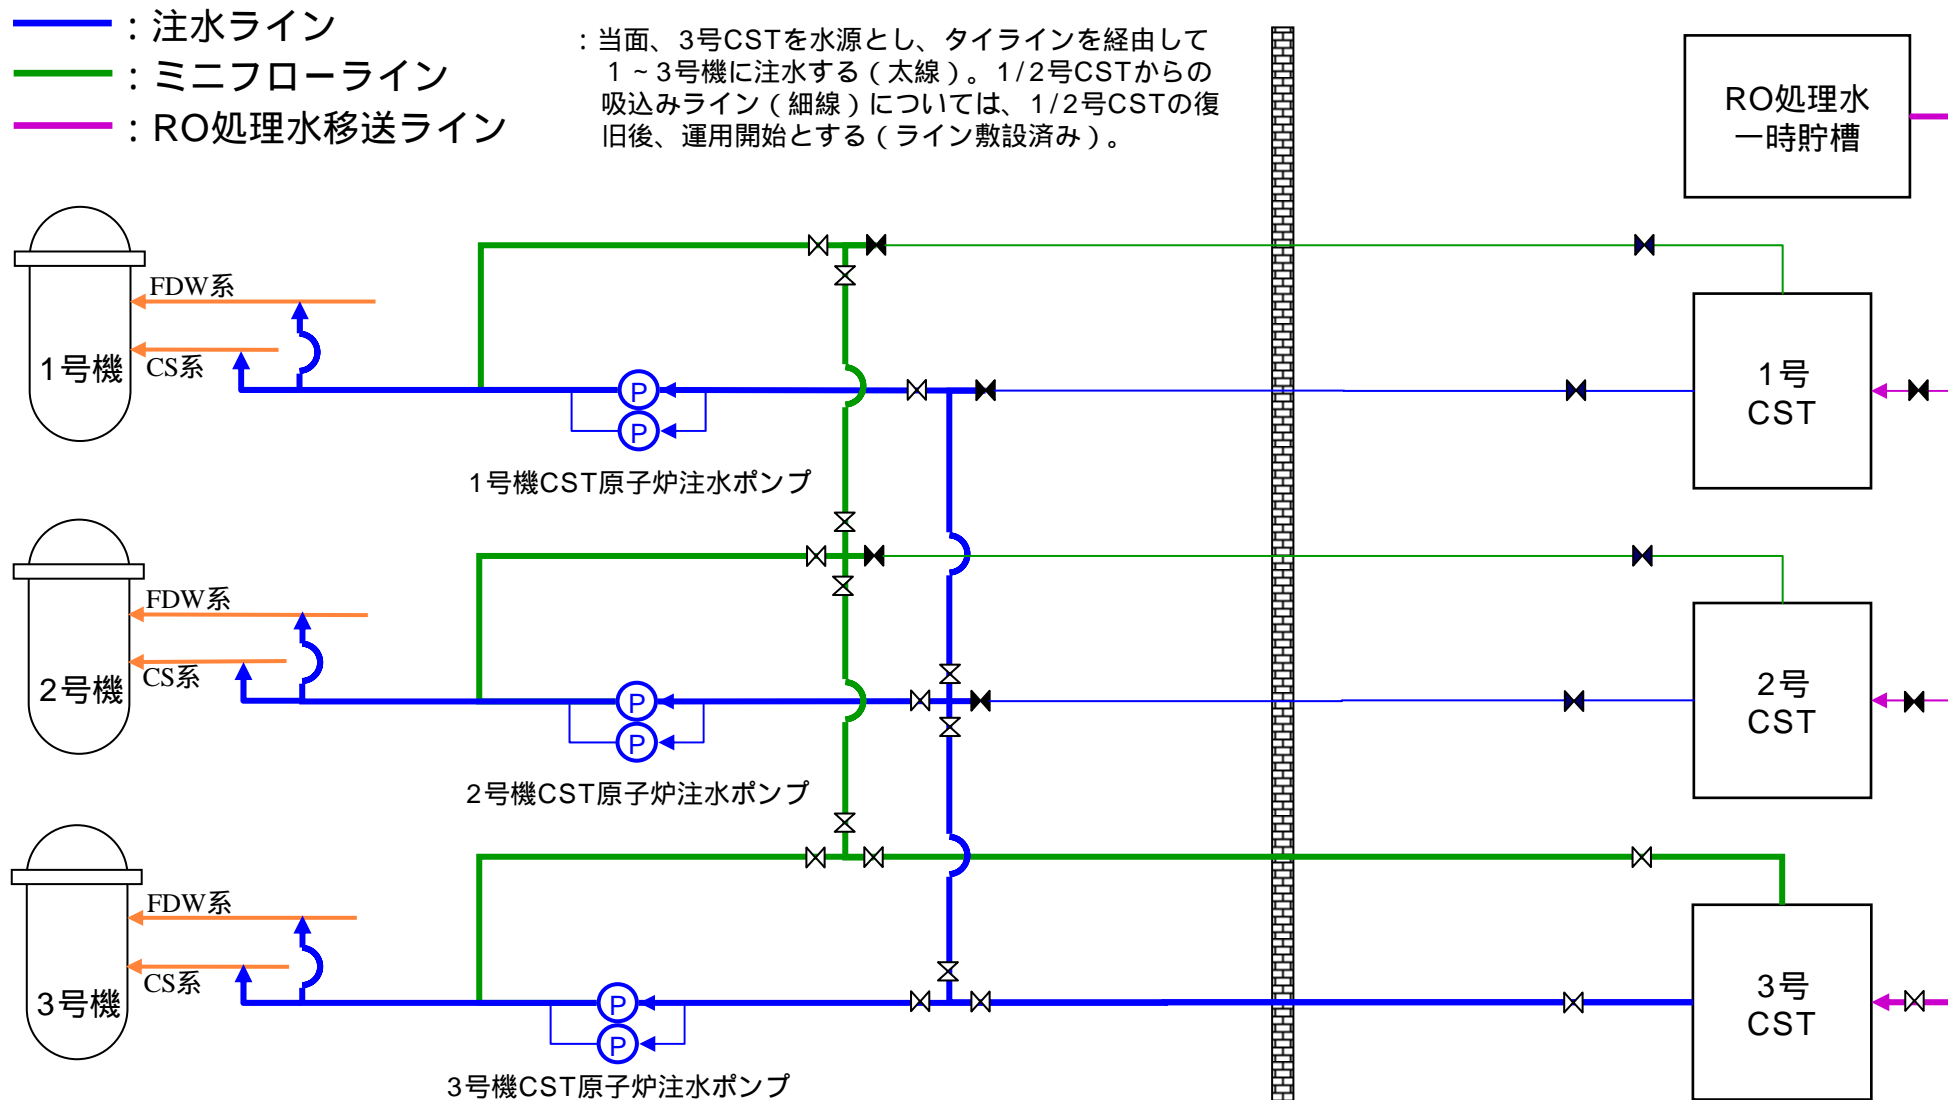 ：注水ライン
：ミニフローライン
：RO処理水移送ライン
：当面、3号CSTを水源とし、タイラインを経由して
1～3号機に注水する（太線）。1/2号CSTからの
吸込みライン（細線）については、1/2号CSTの復
旧後、運用開始とする（ライン敷設済み）。
RO処理水
一時貯槽
FDW系
CS系
1号機
P
P
1号機CST原子炉注水ポンプ
1号
CST
FDW系
CS系
2号機
P
P
2号機CST原子炉注水ポンプ
2号
CST
FDW系
CS系
3号機
P
P
3号機CST原子炉注水ポンプ
3号
CST